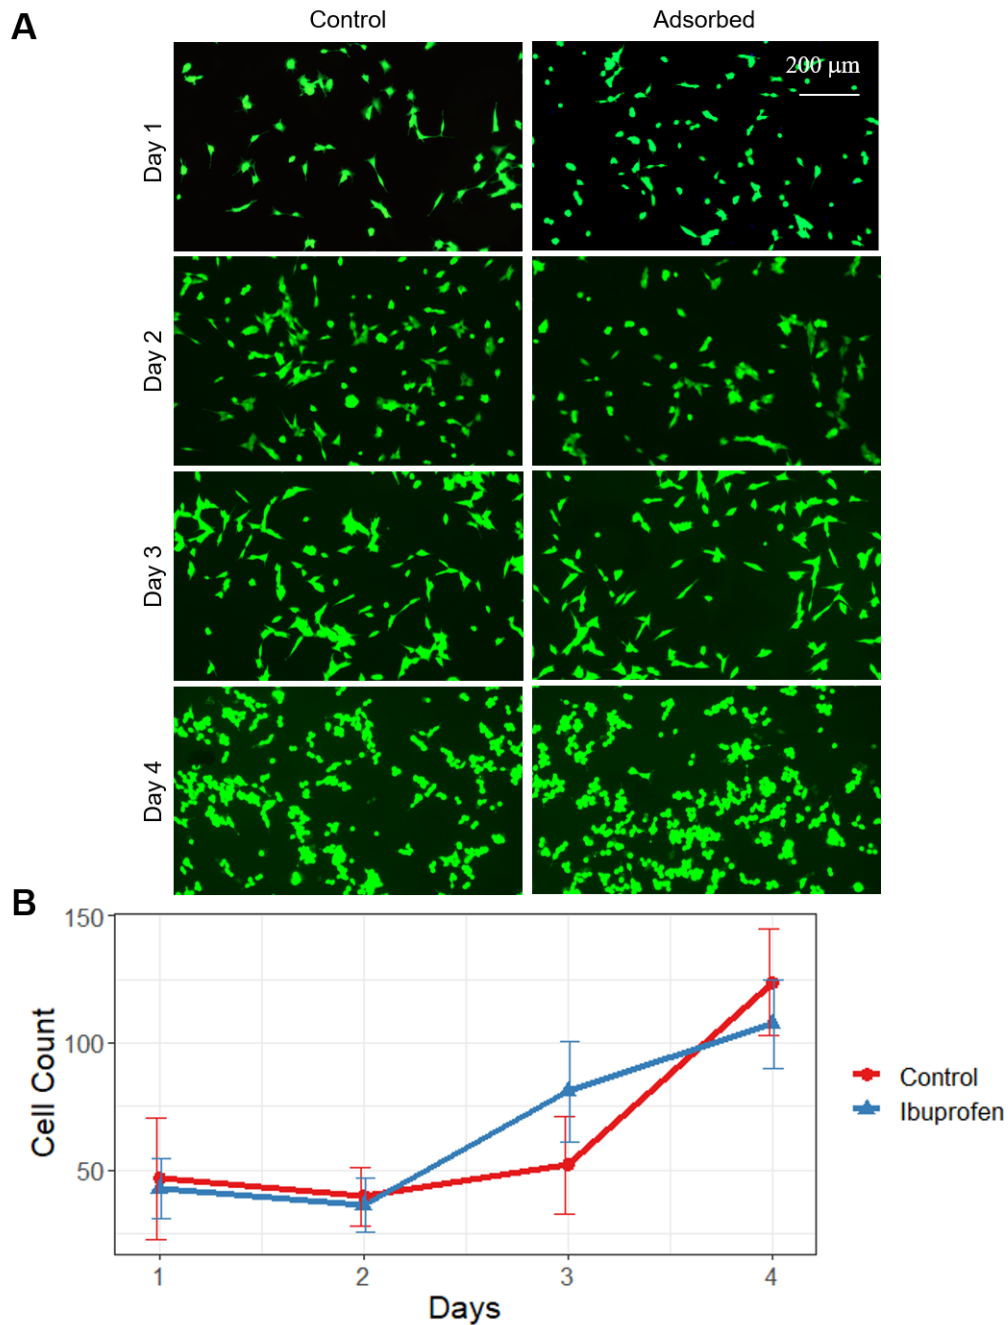 A
Control
Adsorbed
200 μm
Day 1
Day 2
Day 3
Day 4
B
150
100
50
Cell Count
1
2
3
4
Days
Control
Ibuprofen